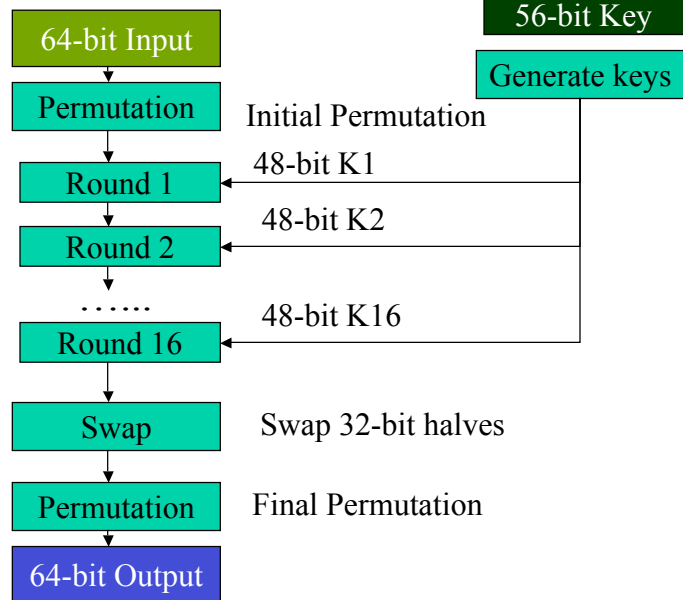 64-bit Input
56-bit Key
Generate keys
Permutation
Initial Permutation
48-bit K1
Round 1
48-bit K2
Round 2
…...
48-bit K16
Round 16
Swap
Swap 32-bit halves
Permutation
Final Permutation
64-bit Output